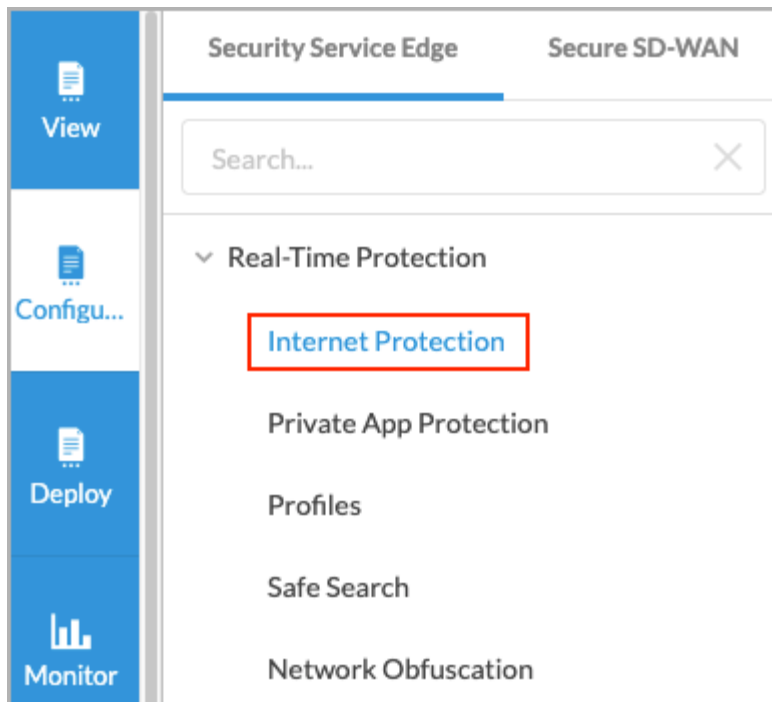 View
Configu...
Deploy
Monitor
Security Service Edge
Secure SD-WAN
Search...
Real-Time Protection
Internet Protection
Private App Protection
Profiles
Safe Search
Network Obfuscation